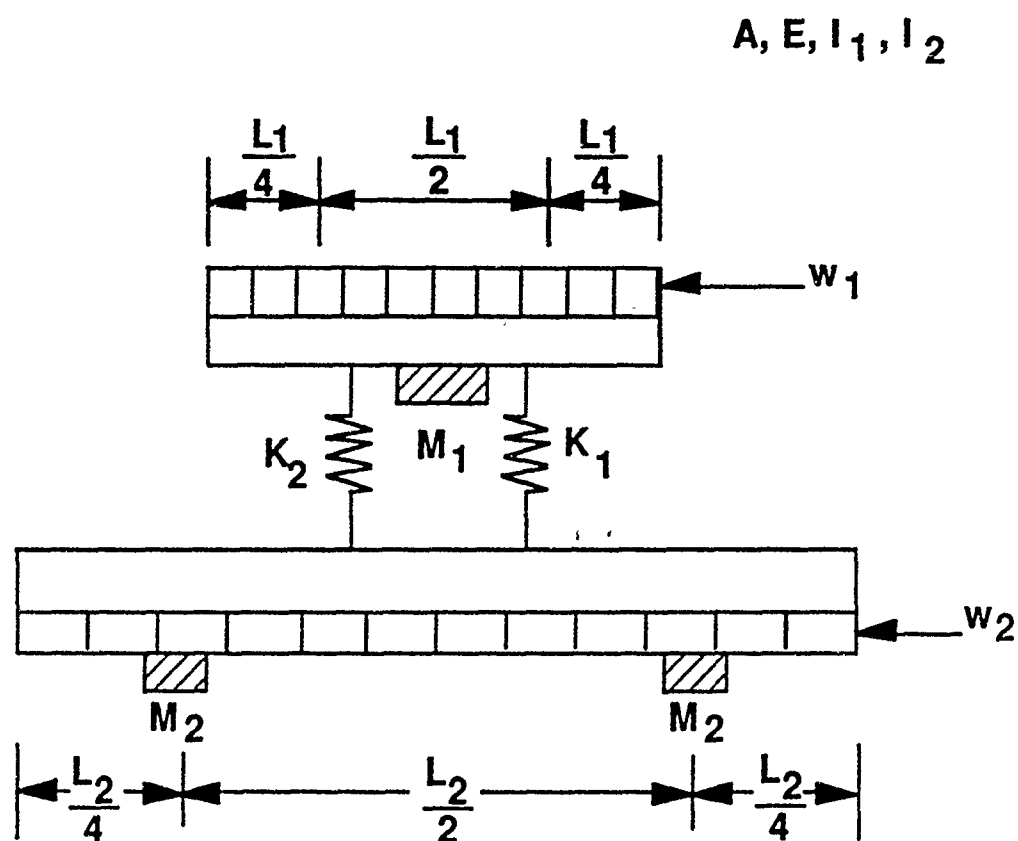 A, E, I1, I2
L1/4 L1/2 L1/4
w1
K2 M1 K1
w2
M2 M2
L2/4 L2/2 L2/4